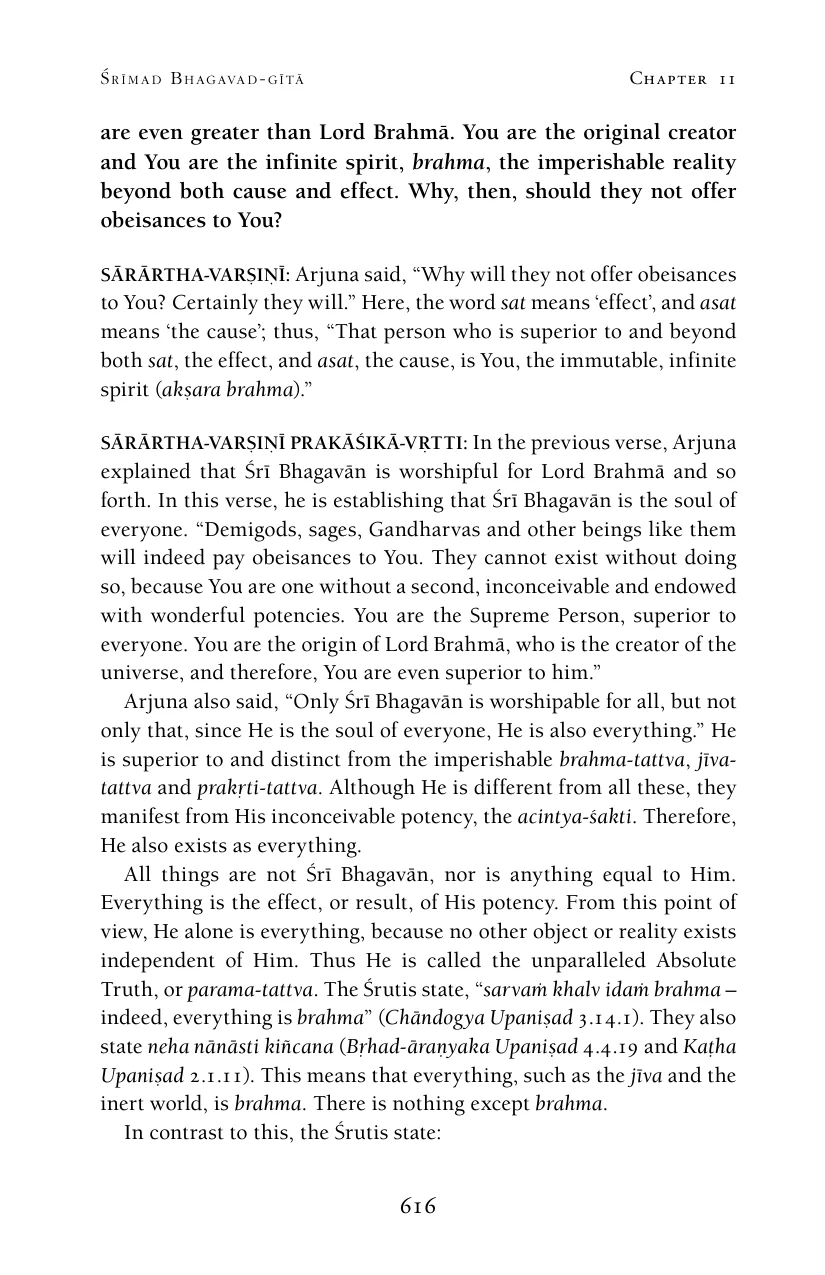 Śrīmad Bhagavad-gītā Chapter 11
are even greater than Lord Brahmā. You are the original creator
and You are the infinite spirit, brahma, the imperishable reality
beyond both cause and effect. Why, then, should they not offer
obeisances to You?
SĀRĀRTHA-VARṢIṆĪ: Arjuna said, “Why will they not offer obeisances
to You? Certainly they will.” Here, the word sat means ‘effect’, and asat
means ‘the cause’; thus, “That person who is superior to and beyond
both sat, the effect, and asat, the cause, is You, the immutable, infinite
spirit (akṣara brahma).”
SĀRĀRTHA-VARṢIṆĪ PRAKĀŚIKĀ-VṚTTI: In the previous verse, Arjuna
explained that Śrī Bhagavān is worshipful for Lord Brahmā and so
forth. In this verse, he is establishing that Śrī Bhagavān is the soul of
everyone. “Demigods, sages, Gandharvas and other beings like them
will indeed pay obeisances to You. They cannot exist without doing
so, because You are one without a second, inconceivable and endowed
with wonderful potencies. You are the Supreme Person, superior to
everyone. You are the origin of Lord Brahmā, who is the creator of the
universe, and therefore, You are even superior to him.”
Arjuna also said, “Only Śrī Bhagavān is worshipable for all, but not
only that, since He is the soul of everyone, He is also everything.” He
is superior to and distinct from the imperishable brahma-tattva, jīva-
tattva and prakṛti-tattva. Although He is different from all these, they
manifest from His inconceivable potency, the acintya-śakti. Therefore,
He also exists as everything.
All things are not Śrī Bhagavān, nor is anything equal to Him.
Everything is the effect, or result, of His potency. From this point of
view, He alone is everything, because no other object or reality exists
independent of Him. Thus He is called the unparalleled Absolute
Truth, or parama-tattva. The Śrutis state, “sarvaṁ khalv idaṁ brahma –
indeed, everything is brahma” (Chāndogya Upaniṣad 3.14.1). They also
state neha nānāsti kiñcana (Bṛhad-āraṇyaka Upaniṣad 4.4.19 and Kaṭha
Upaniṣad 2.1.11). This means that everything, such as the jīva and the
inert world, is brahma. There is nothing except brahma.
In contrast to this, the Śrutis state:
616